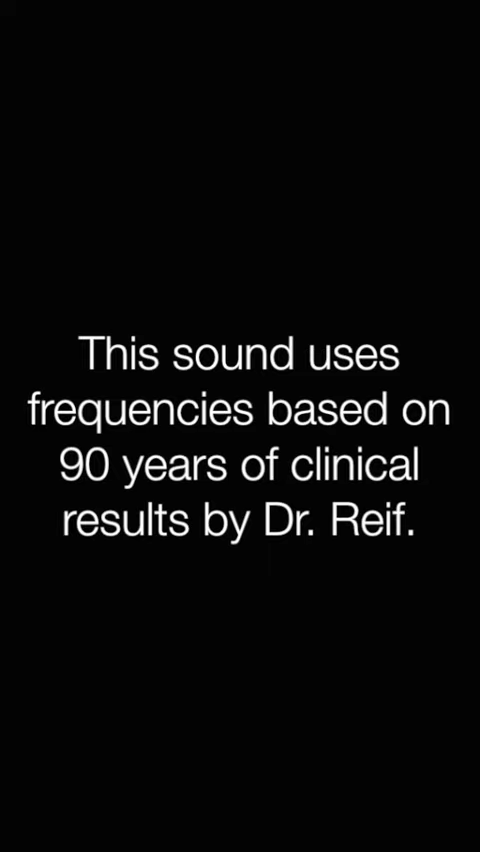 This sound uses
frequencies based on
90 years of clinical
results by Dr. Reif.